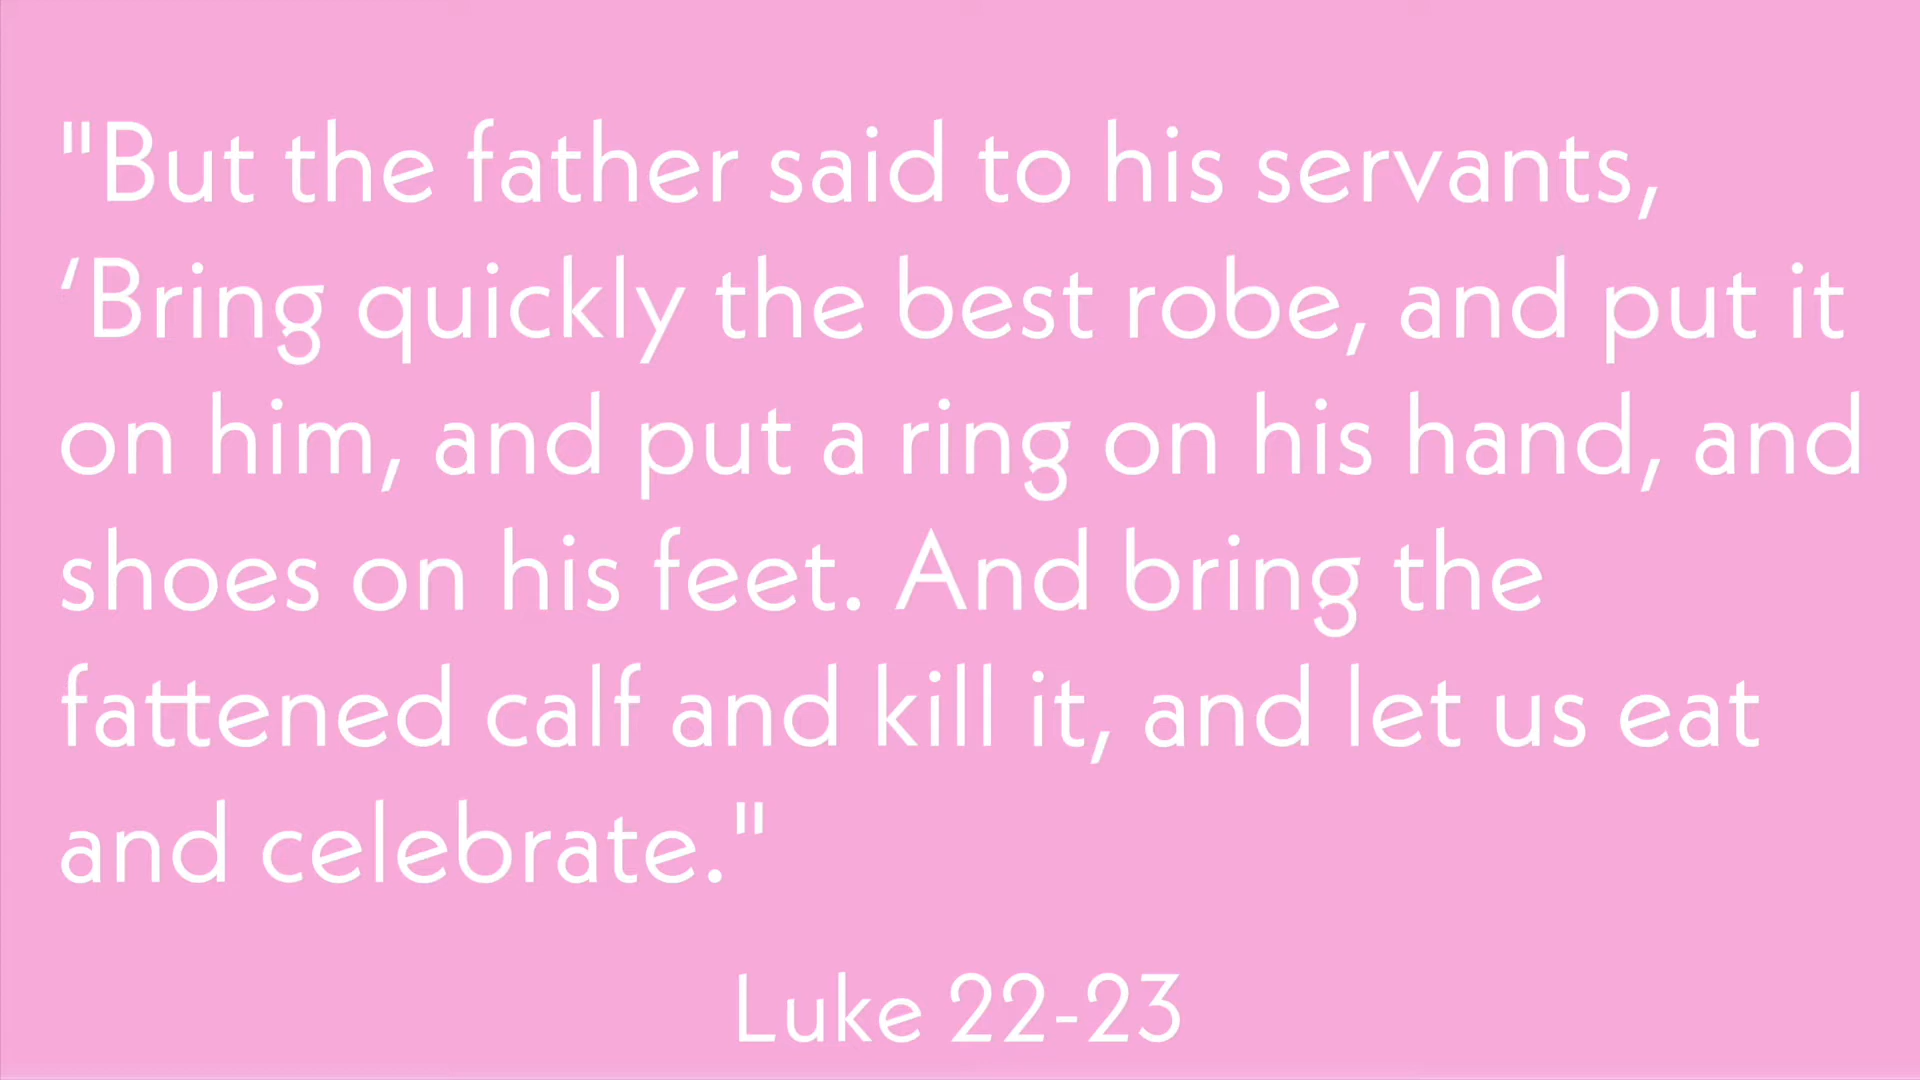 "But the father said to his servants,
‘Bring quickly the best robe, and put it
on him, and put a ring on his hand, and
shoes on his feet. And bring the
fattened calf and kill it, and let us eat
and celebrate."
Luke 22-23